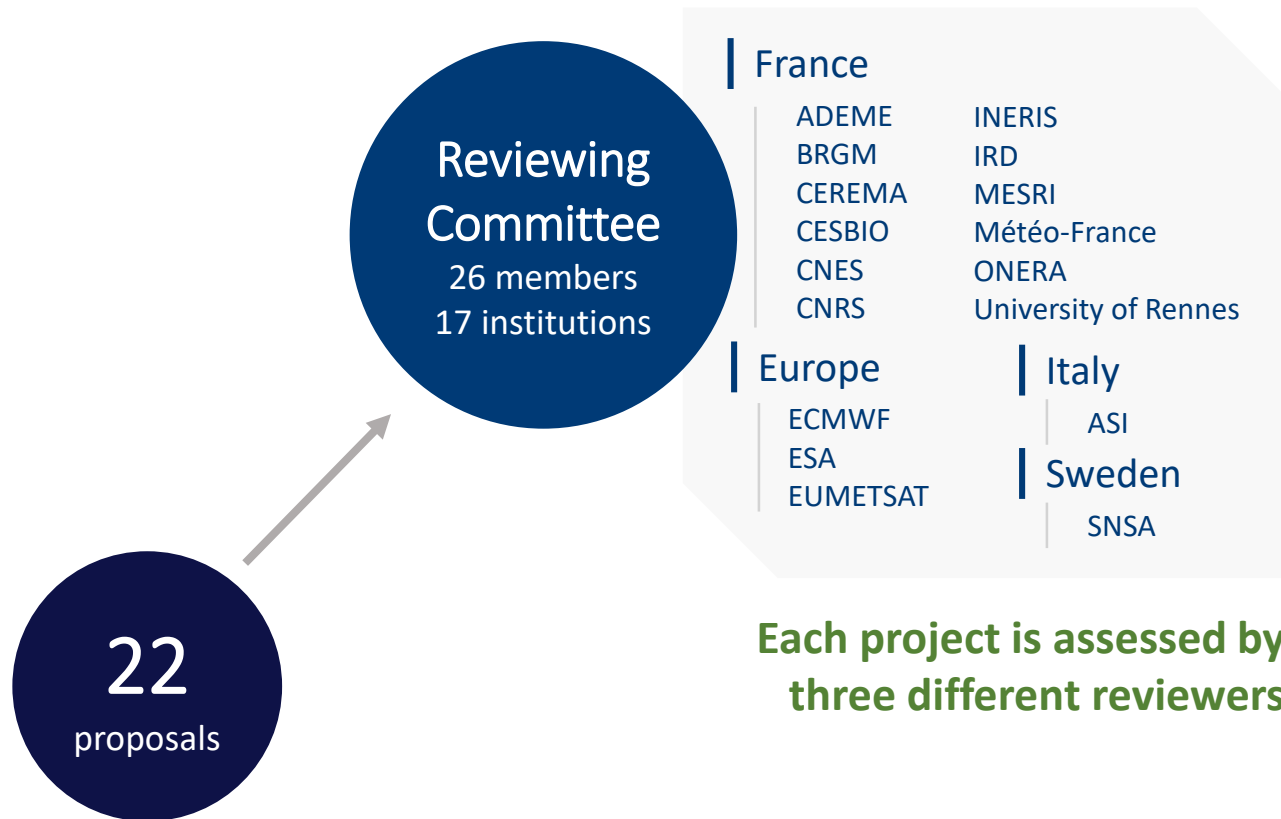 Reviewing
Committee
26 members
17 institutions
France
ADEME
BRGM
CEREMA
CESBIO
CNES
CNRS
INERIS
IRD
MESRI
Météo-France
ONERA
University of Rennes
Europe
ECMWF
ESA
EUMETSAT
Italy
ASI
Sweden
SNSA
22
proposals
Each project is assessed by
three different reviewers